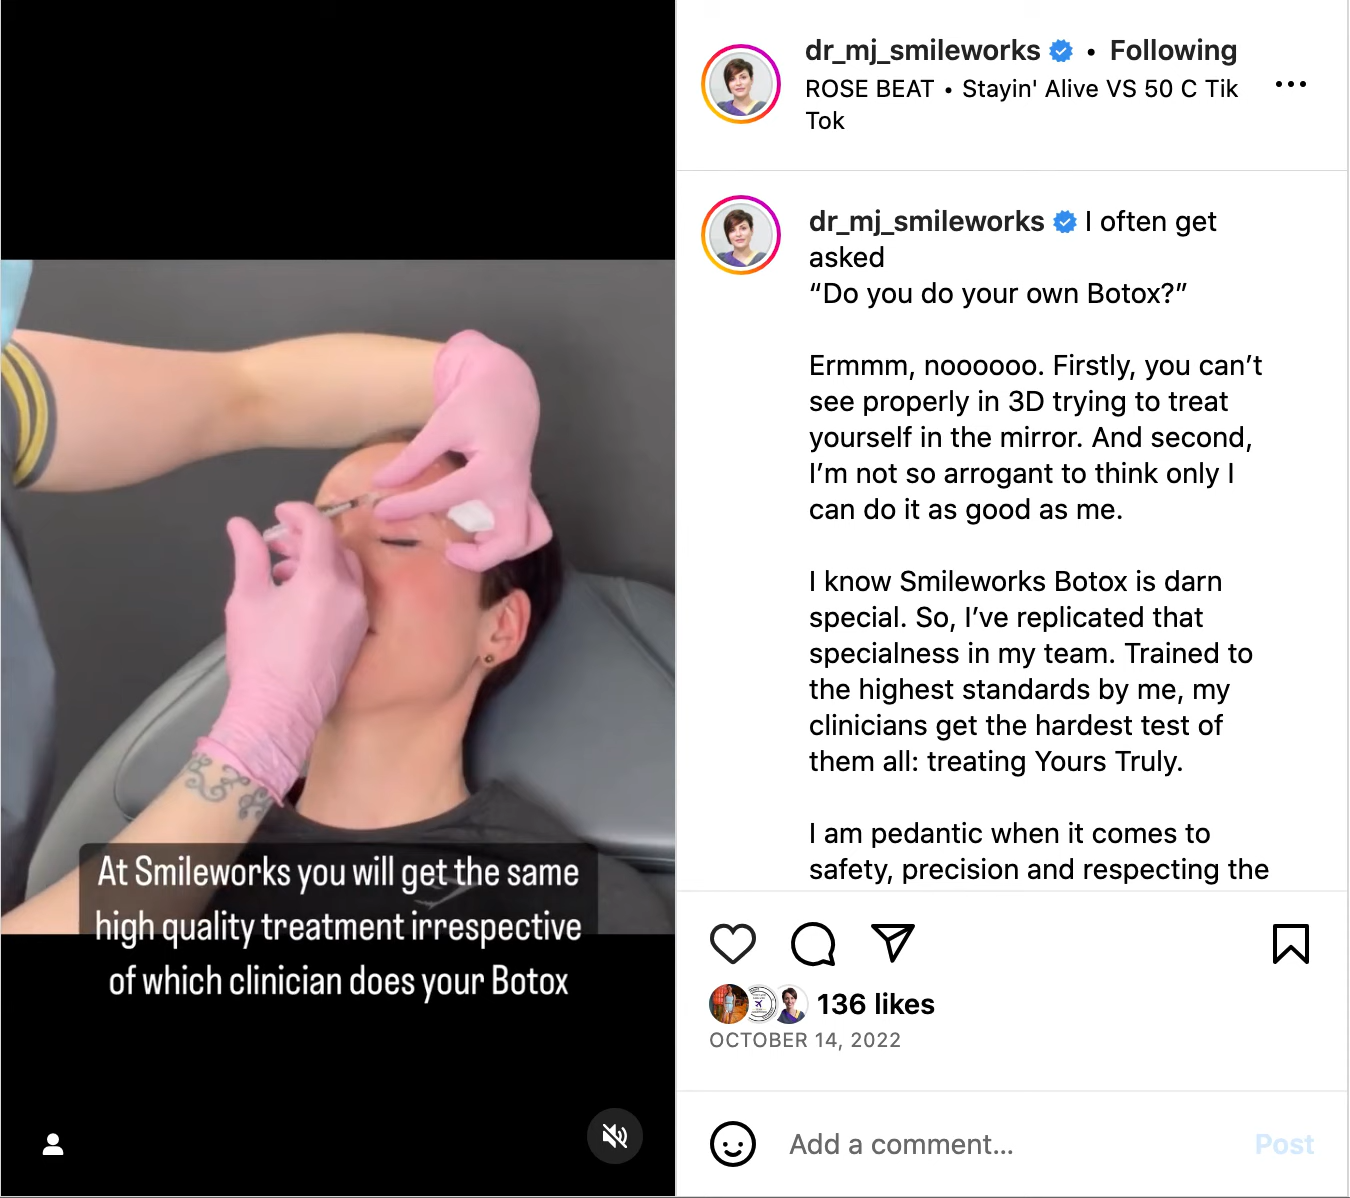 dr_mj_smileworks • Following
ROSE BEAT • Stayin' Alive VS 50 C Tik
Tok
dr_mj_smileworks I often get
asked
“Do you do your own Botox?”
Ermmm, noooooo. Firstly, you can’t
see properly in 3D trying to treat
yourself in the mirror. And second,
I’m not so arrogant to think only I
can do it as good as me.
I know Smileworks Botox is darn
special. So, I’ve replicated that
specialness in my team. Trained to
the highest standards by me, my
clinicians get the hardest test of
them all: treating Yours Truly.
I am pedantic when it comes to
safety, precision and respecting the
At Smileworks you will get the same
high quality treatment irrespective
of which clinician does your Botox
136 likes
OCTOBER 14, 2022
Add a comment...
Post